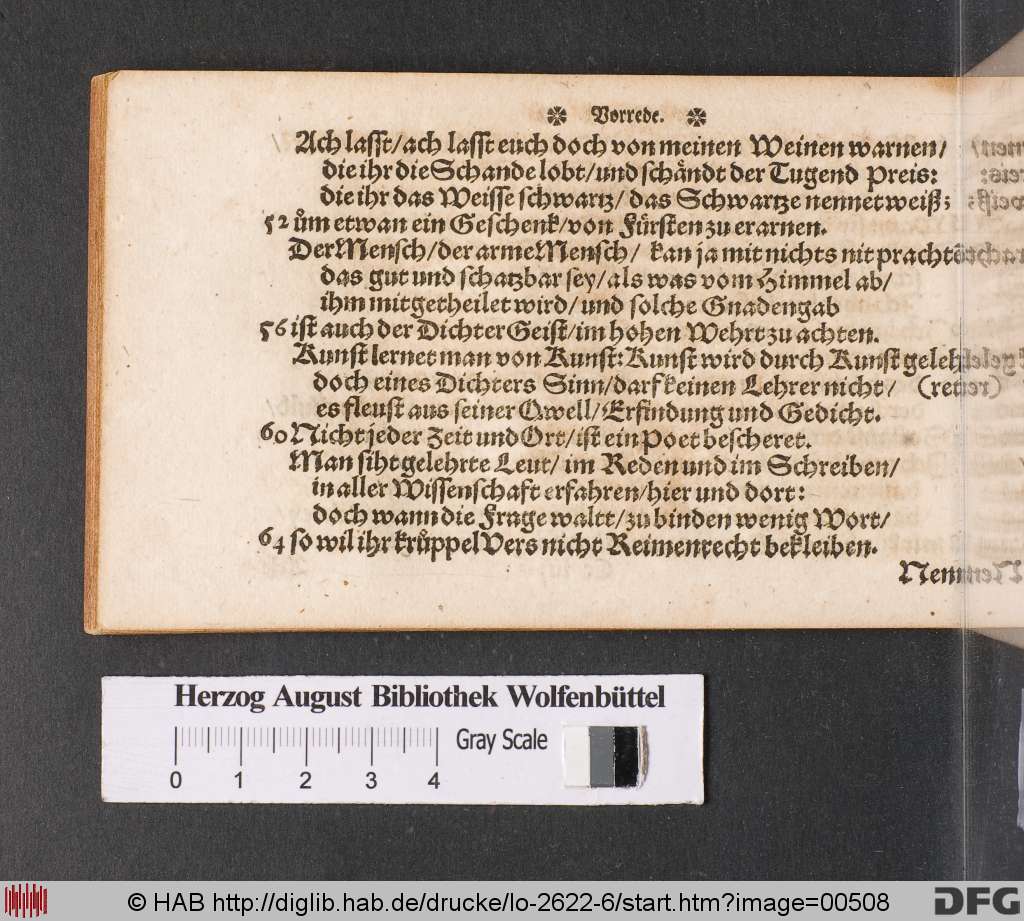 Vorrede.
Ach lasst/ach lasst euch doch von meinen Weinen warnen/
die ihr die Schande lobt/und schändt der Tugend Preis:
die ihr das Weisse schwartz/ das Schwartze nennet weiß;
52 ům etwan ein Geschenk/von Fürsten zu erarnen.
Der Mensch/der arme Mensch/ kan ja mit nichts nit
das gut und schatzbar sey/als was vom Himmel ab/
ihm mitgetheilet wird/und solche Gnadengab
56 ist auch der Dichter Geist/im hohen Wehrt zu achten.
Kunst lernet man von Kunst: Kunst wird durch Kunst
doch eines Dichters Sinn/darf keinen Lehrer nicht/ (reter)
es fleust aus seiner Qwell/Erfindung und Gedicht.
60 Nicht jeder Zeit und Ort/ist ein Poet bescheret.
Man siht gelehrte Leut/ im Reden und im Schreiben/
in aller Wissenschaft erfahren/hier und dort:
doch wann die Frage waltt/zu binden wenig Wort/
64 so wil ihr krůppel Vers nicht Reimenrecht bekleiben.
Herzog August Bibliothek Wolfenbüttel
Gray Scale
0 1 2 3 4
© HAB http://diglib.hab.de/drucke/lo-2622-6/start.htm?image=00508
DFG